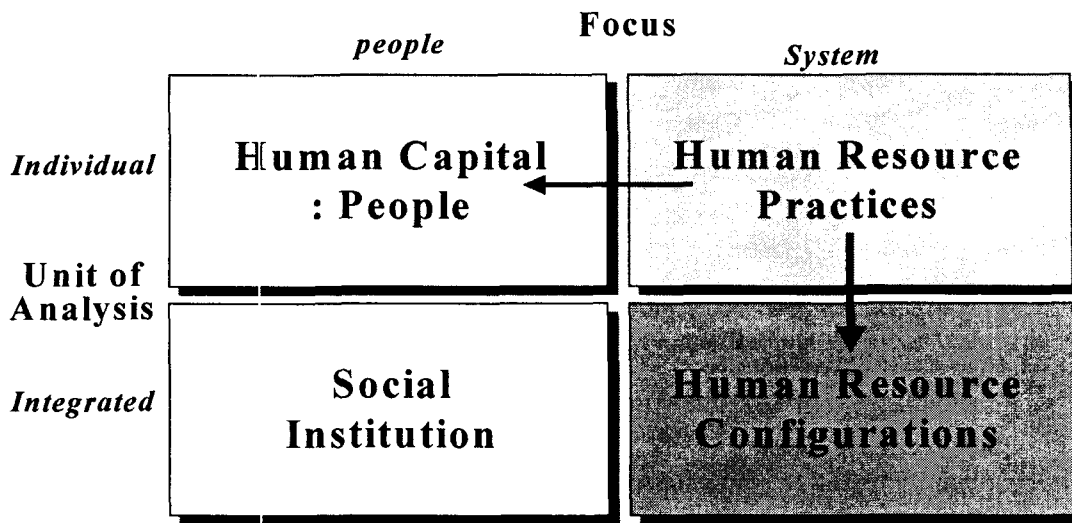 Focus
people
System
Individual
Human Capital
: People
Human Resource
Practices
Unit of
Analysis
Integrated
Social
Institution
Human Resource
Configurations